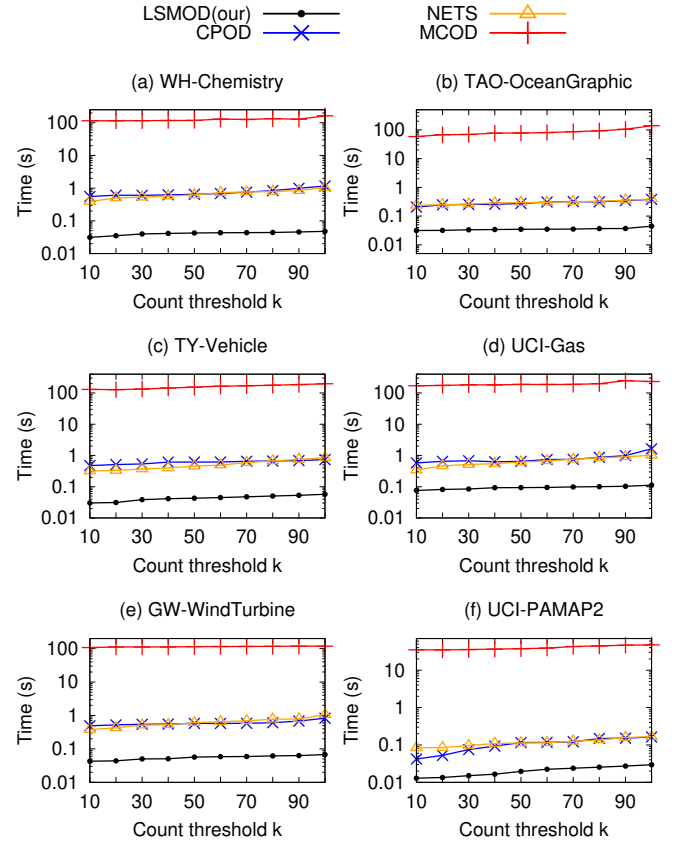 LSMOD(our) NETS
CPOD MCOD
(a) WH-Chemistry (b) TAO-OceanGraphic
Time (s) 100 10 1 0.1 0.01 Time (s) 100 10 1 0.1 0.01
10 30 50 70 90 10 30 50 70 90
Count threshold k Count threshold k
(c) TY-Vehicle (d) UCI-Gas
Time (s) 100 10 1 0.1 0.01 Time (s) 100 10 1 0.1 0.01
10 30 50 70 90 10 30 50 70 90
Count threshold k Count threshold k
(e) GW-WindTurbine (f) UCI-PAMAP2
Time (s) 100 10 1 0.1 0.01 Time (s) 10 1 0.1 0.01
10 30 50 70 90 10 30 50 70 90
Count threshold k Count threshold k